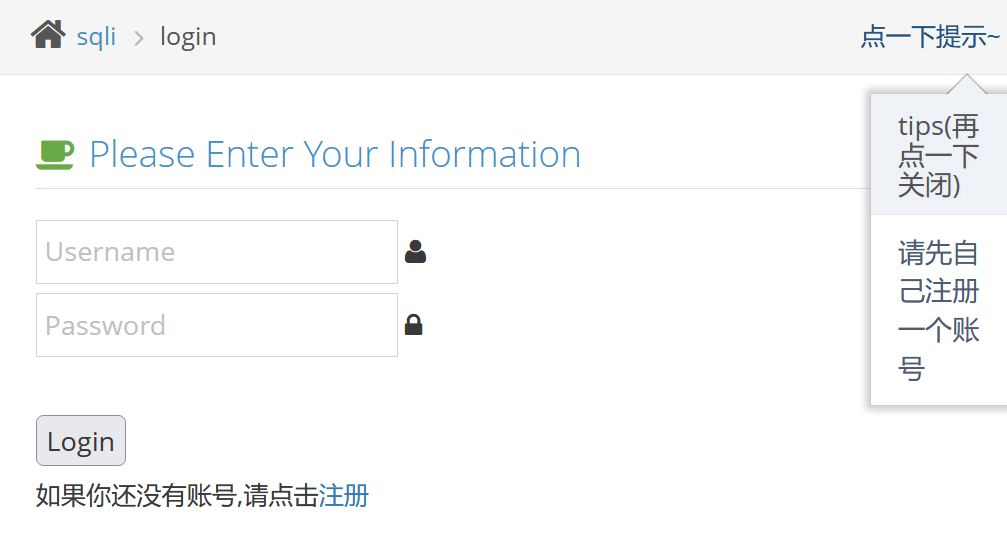 sqli > login
点一下提示~
tips(再
点一下
关闭)
请先自
己注册
一个账
号
Please Enter Your Information
Username
Password
Login
如果你还没有账号,请点击注册